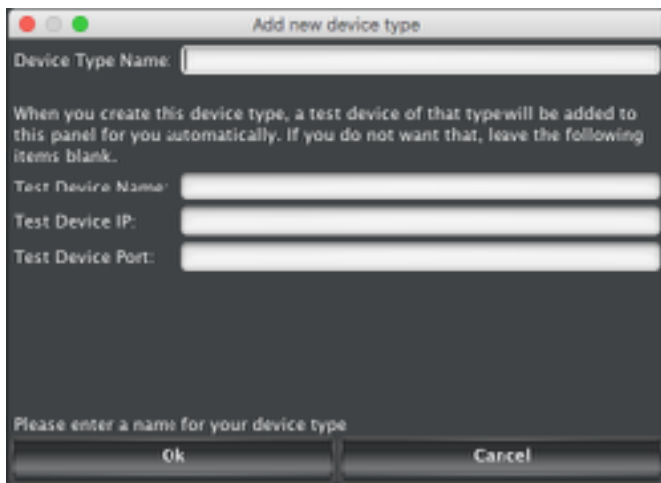 Add new device type
Device Type Name:
When you create this device type, a test device of that type will be added to
this panel for you automatically. If you do not want that, leave the following
items blank.
Test Device Name:
Test Device IP:
Test Device Port:
Please enter a name for your device type
Ok
Cancel